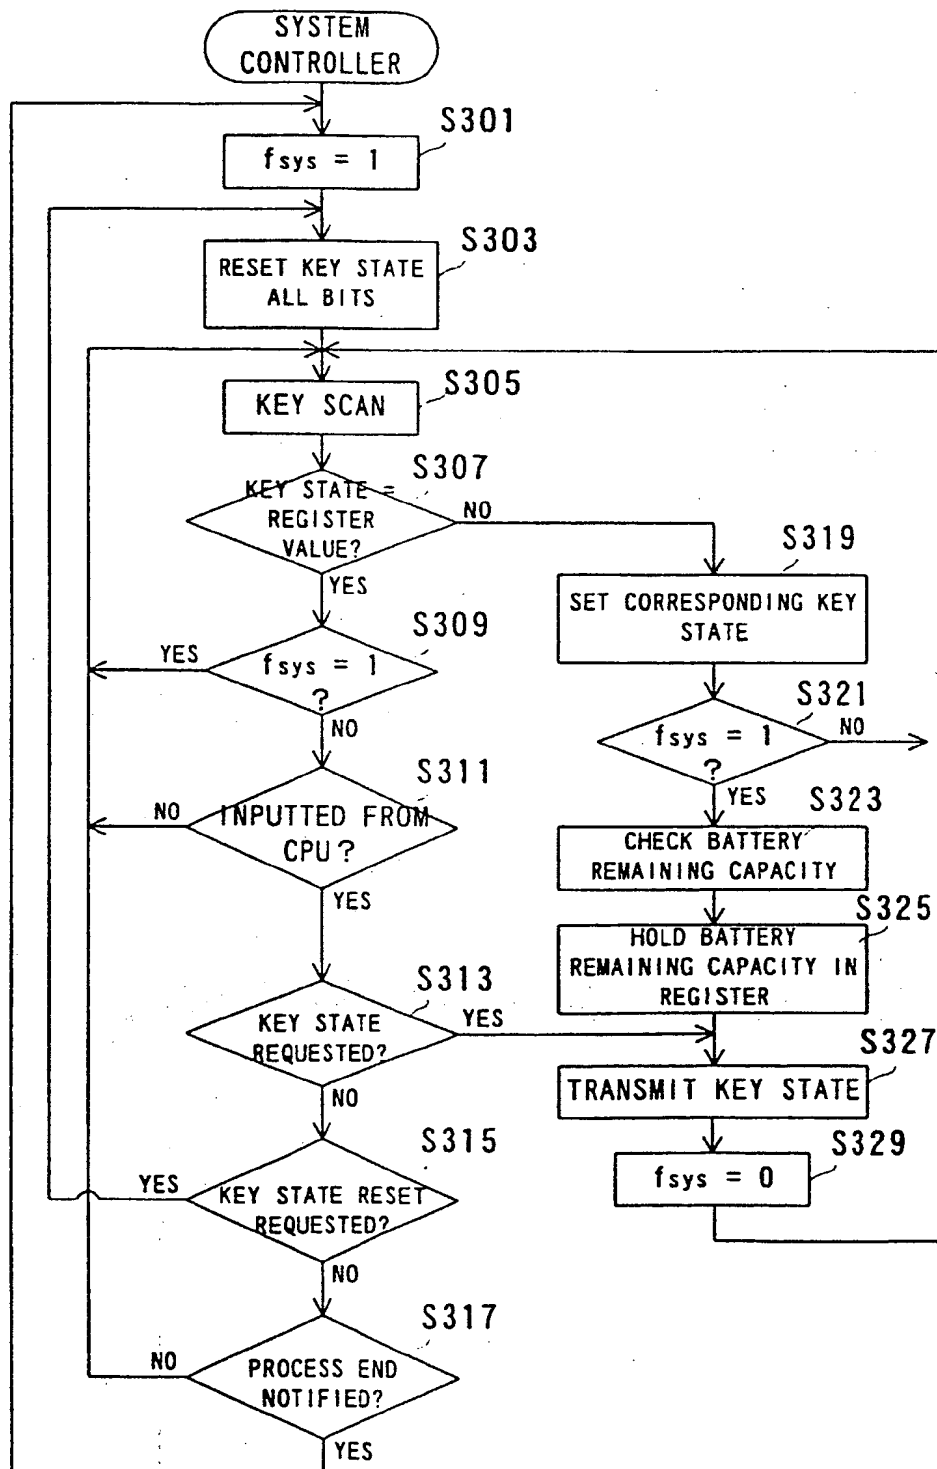 SYSTEM
CONTROLLER
S301
fsys = 1
S303
RESET KEY STATE
ALL BITS
S305
KEY SCAN
S307
KEY STATE =
REGISTER
VALUE?
NO
YES
S319
SET CORRESPONDING KEY
STATE
S309
YES
fsys = 1
?
NO
S321
fsys = 1
?
NO
YES
S311
NO
INPUTTED FROM
CPU?
YES
S323
CHECK BATTERY
REMAINING CAPACITY
S325
HOLD BATTERY
REMAINING CAPACITY IN
REGISTER
S313
KEY STATE
REQUESTED?
YES
NO
S327
TRANSMIT KEY STATE
S329
fsys = 0
S315
YES
KEY STATE RESET
REQUESTED?
NO
S317
NO
PROCESS END
NOTIFIED?
YES